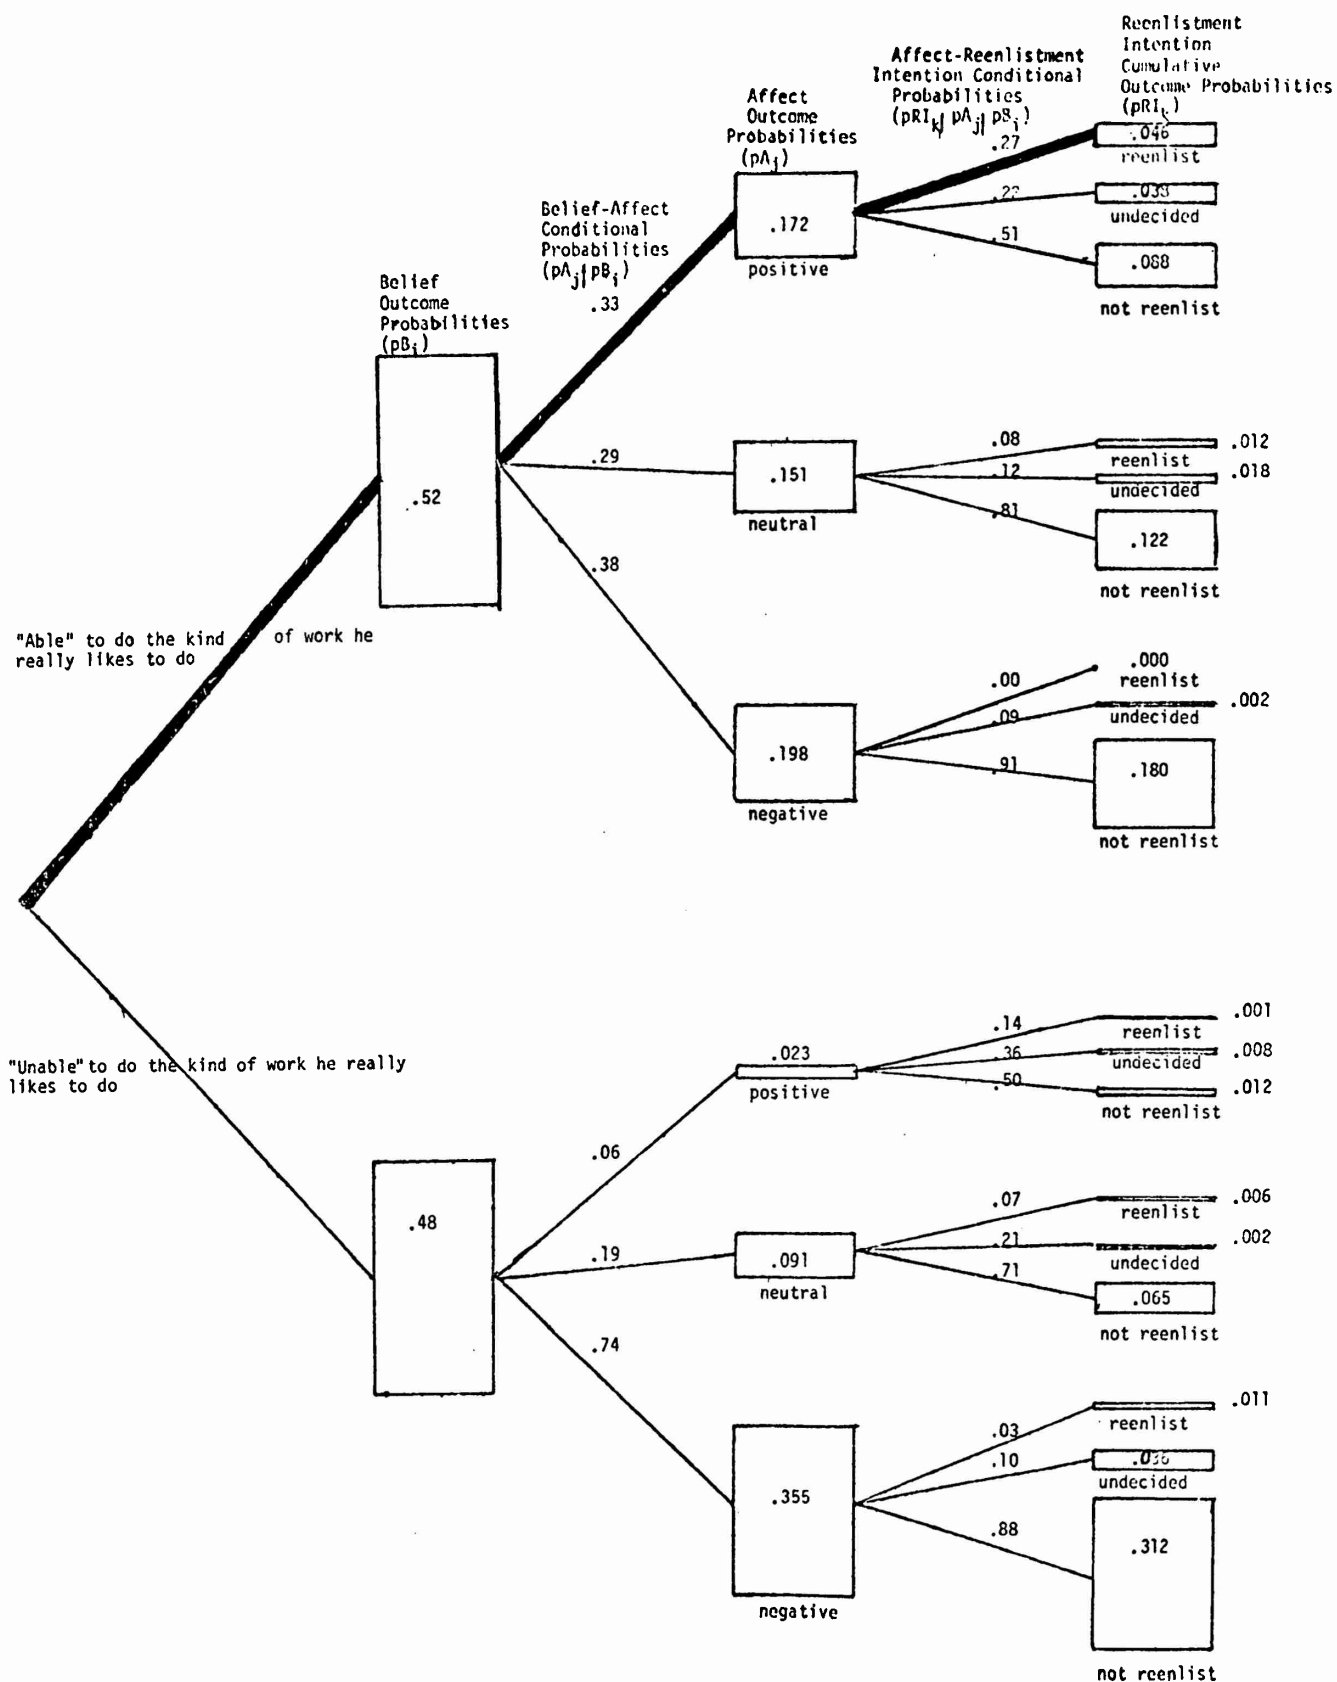 Reenlistment
Intention
Cumulative
Outcome Probabilities
(pRIk)
Affect-Reenlistment
Intention Conditional
Probabilities
(pRIk| pAj| pBi)
Affect
Outcome
Probabilities
(pAj)
Belief-Affect
Conditional
Probabilities
(pAj|pBi)
Belief
Outcome
Probabilities
(pBi)
.27
.046
reenlist
.22
.038
undecided
.172
positive
.51
.088
not reenlist
.33
.08
.012
reenlist
.12
.018
undecided
.29
.151
neutral
.81
.122
not reenlist
.52
.38
"Able" to do the kind of work he
really likes to do
.000
.00
reenlist
.09
.002
undecided
.198
negative
.91
.180
not reenlist
.14
.001
reenlist
.023
positive
.36
.008
undecided
.50
.012
not reenlist
"Unable" to do the kind of work he really
likes to do
.06
.48
.07
.006
reenlist
.19
.091
neutral
.21
.002
undecided
.71
.065
not reenlist
.74
.03
.011
reenlist
.10
undecided
.355
negative
.88
.312
not reenlist